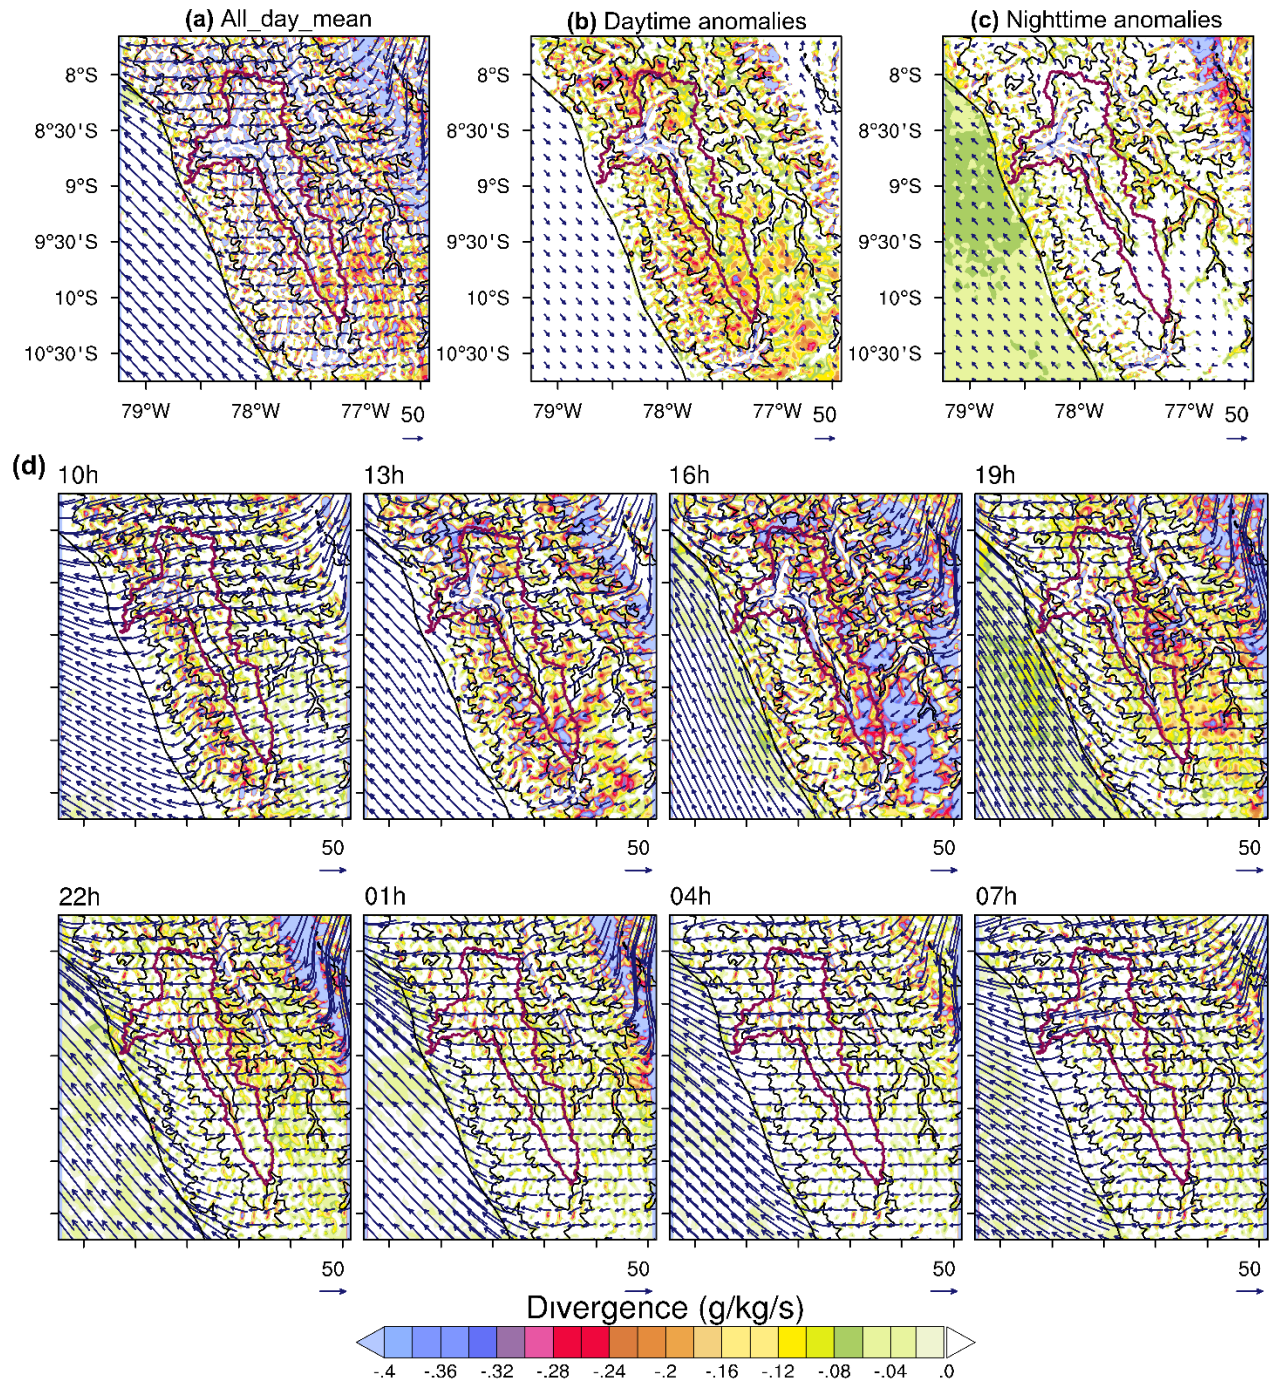 (a) All_day_mean
(b) Daytime anomalies
(c) Nighttime anomalies
8°S
8°30'S
9°S
9°30'S
10°S
10°30'S
79°W 78°W 77°W 50
8°S
8°30'S
9°S
9°30'S
10°S
10°30'S
79°W 78°W 77°W 50
8°S
8°30'S
9°S
9°30'S
10°S
10°30'S
79°W 78°W 77°W 50
(d)
10h 13h 16h 19h
50 50 50 50
22h 01h 04h 07h
50 50 50 50
Divergence (g/kg/s)
-.4 -.36 -.32 -.28 -.24 -.2 -.16 -.12 -.08 -.04 .0